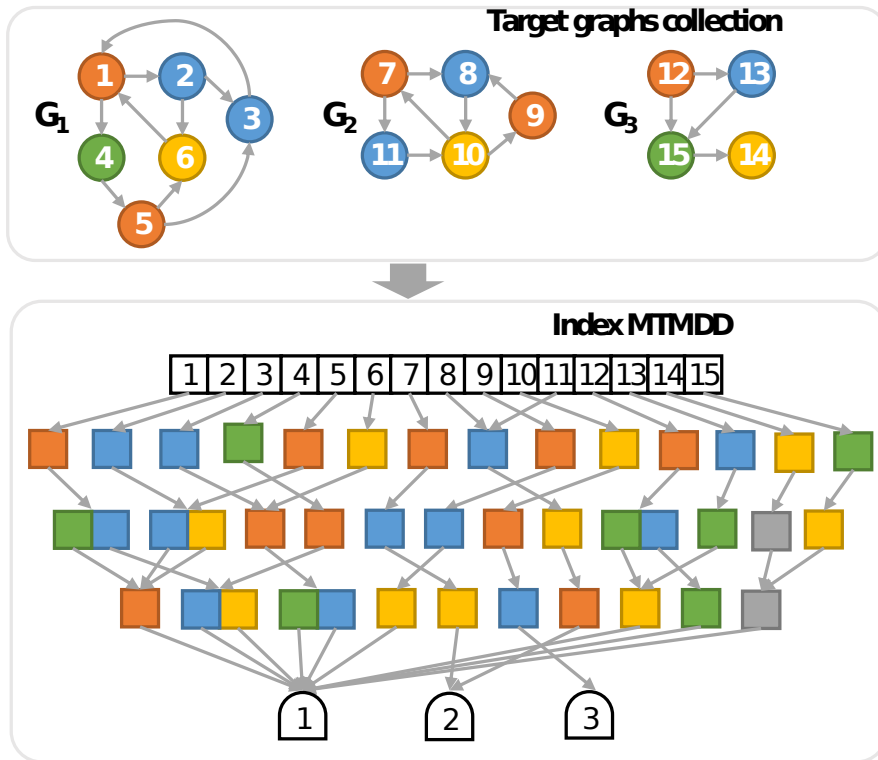 Target graphs collection
G1
1 2 3 4 6 5
G2
7 8 9 11 10
G3
12 13 15 14
Index MTMDD
1 2 3 4 5 6 7 8 9 10 11 12 13 14 15
1 2 3